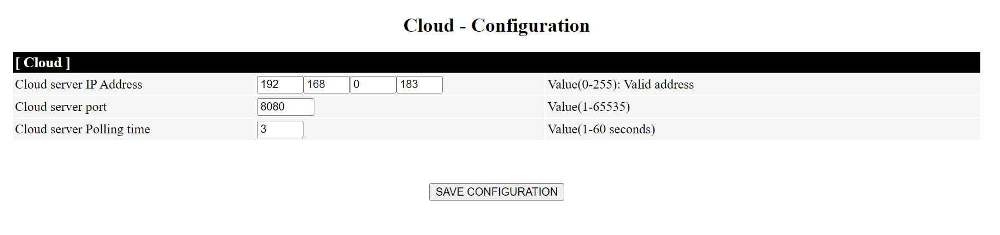 Cloud - Configuration
[ Cloud ]
Cloud server IP Address 192 168 0 183 Value(0-255): Valid address
Cloud server port 8080 Value(1-65535)
Cloud server Polling time 3 Value(1-60 seconds)
SAVE CONFIGURATION